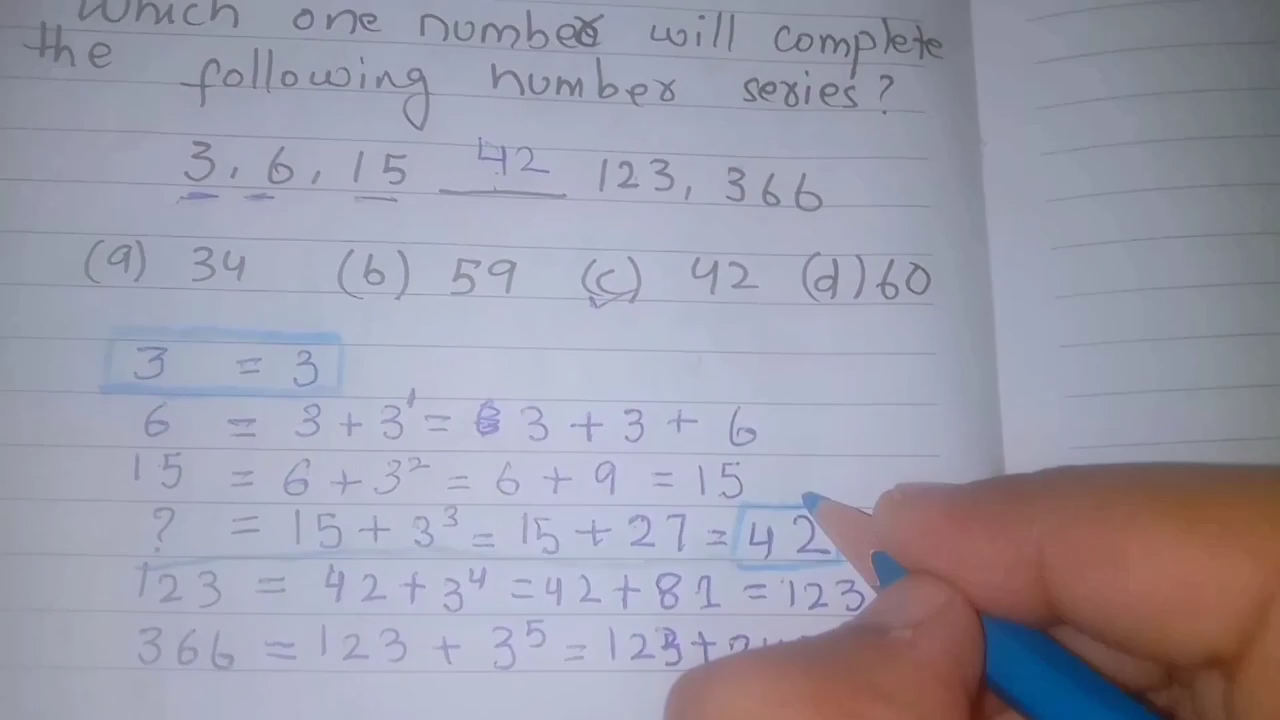 Which one number will complete
the following number series?
3, 6, 15 42 123, 366
(a) 34 (b) 59 (c) 42 (d) 60
3 = 3
6 = 3 + 3¹ = 3 + 3 + 6
15 = 6 + 3² = 6 + 9 = 15
? = 15 + 3³ = 15 + 27 = 42
123 = 42 + 3⁴ = 42 + 81 = 123
366 = 123 + 3⁵ = 123 +